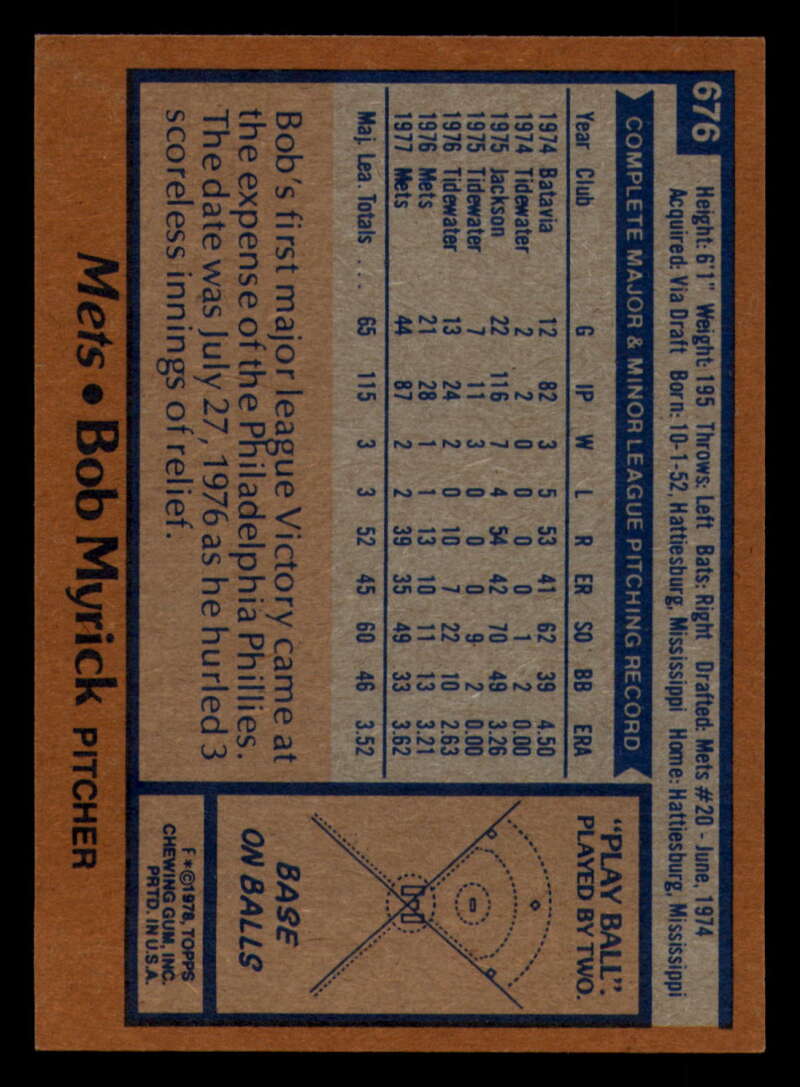 676
Height: 6'1" Weight: 195 Throws: Left Bats: Right Drafted: Mets #20 - June, 1974
Acquired: Via Draft Born: 10-1-52, Hattiesburg, Mississippi Home: Hattiesburg, Mississippi
COMPLETE MAJOR & MINOR LEAGUE PITCHING RECORD
Year Club G IP W L R ER SO BB ERA
1974 Batavia 12 82 3 5 53 41 62 39 4.50
1974 Tidewater 2 2 0 0 0 0 1 2 0.00
1975 Jackson 22 116 7 4 54 42 70 49 3.26
1975 Tidewater 7 11 3 0 0 0 9 2 0.00
1976 Tidewater 13 24 2 0 10 7 22 10 2.63
1976 Mets 21 28 1 1 13 10 11 13 3.21
1977 Mets 44 87 2 2 39 35 49 33 3.62
Maj. Lea. Totals ... 65 115 3 3 52 45 60 46 3.52
Bob's first major league Victory came at
the expense of the Philadelphia Phillies.
The date was July 27, 1976 as he hurled 3
scoreless innings of relief.
"PLAY BALL":
PLAYED BY TWO.
BASE
ON BALLS
F*©1978, TOPPS
CHEWING GUM, INC.
PRTD. IN U.S.A.
Mets • Bob Myrick PITCHER